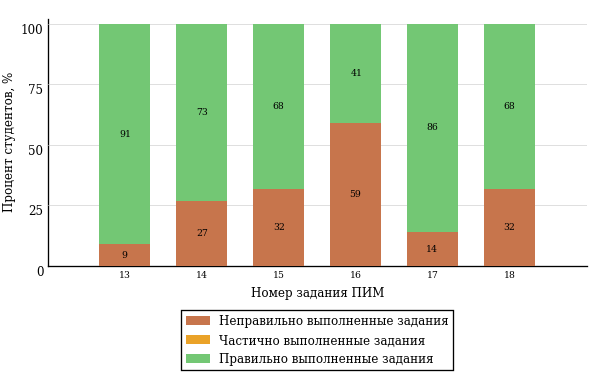 Процент студентов, %
100
75
50
25
0
91
73
68
41
86
68
9
27
32
59
14
32
13 14 15 16 17 18
Номер задания ПИМ
Неправильно выполненные задания
Частично выполненные задания
Правильно выполненные задания